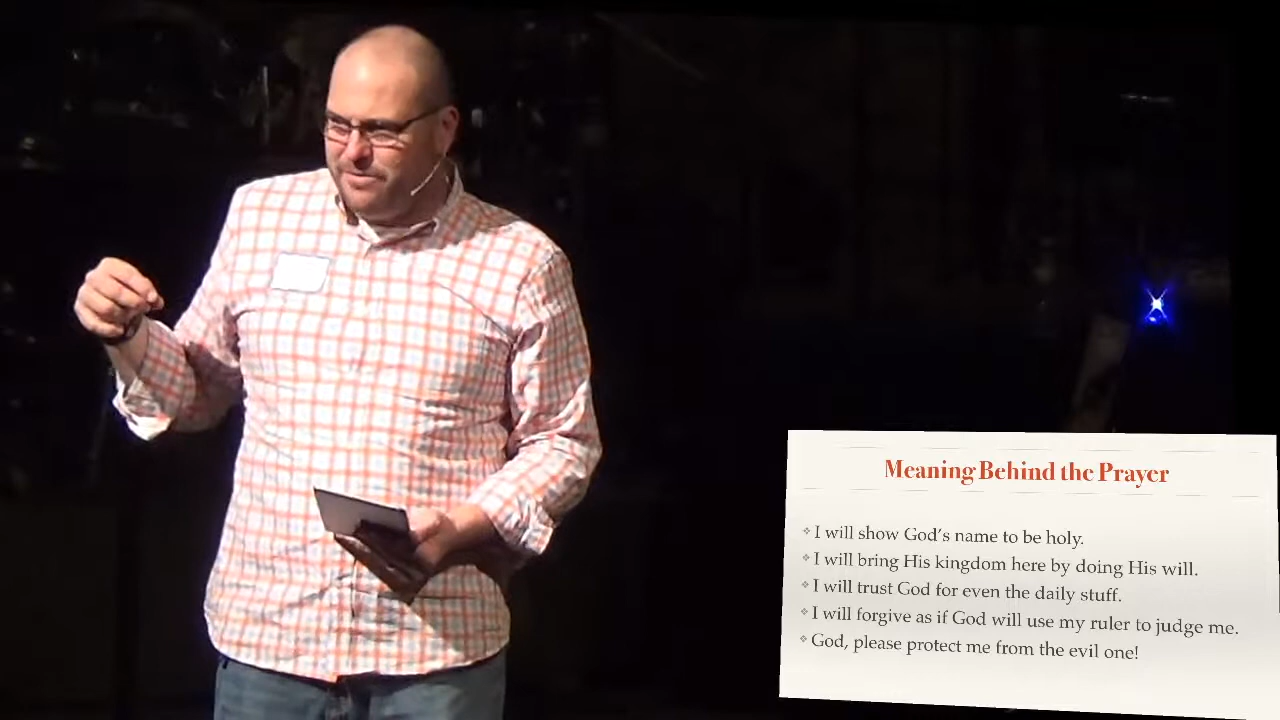 Meaning Behind the Prayer
I will show God's name to be holy.
I will bring His kingdom here by doing His will.
I will trust God for even the daily stuff.
I will forgive as if God will use my ruler to judge me.
God, please protect me from the evil one!